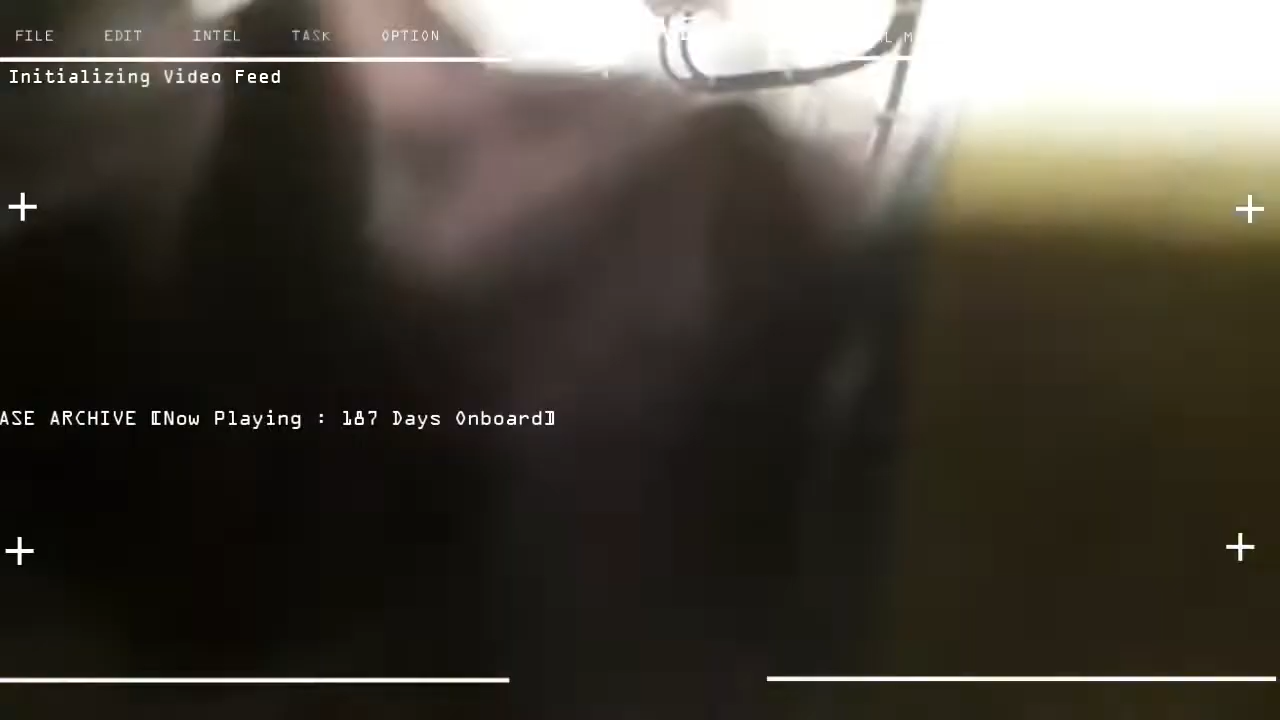 FILE EDIT INTEL TASK OPTION
Initializing Video Feed
ASE ARCHIVE [Now Playing : 187 Days Onboard]